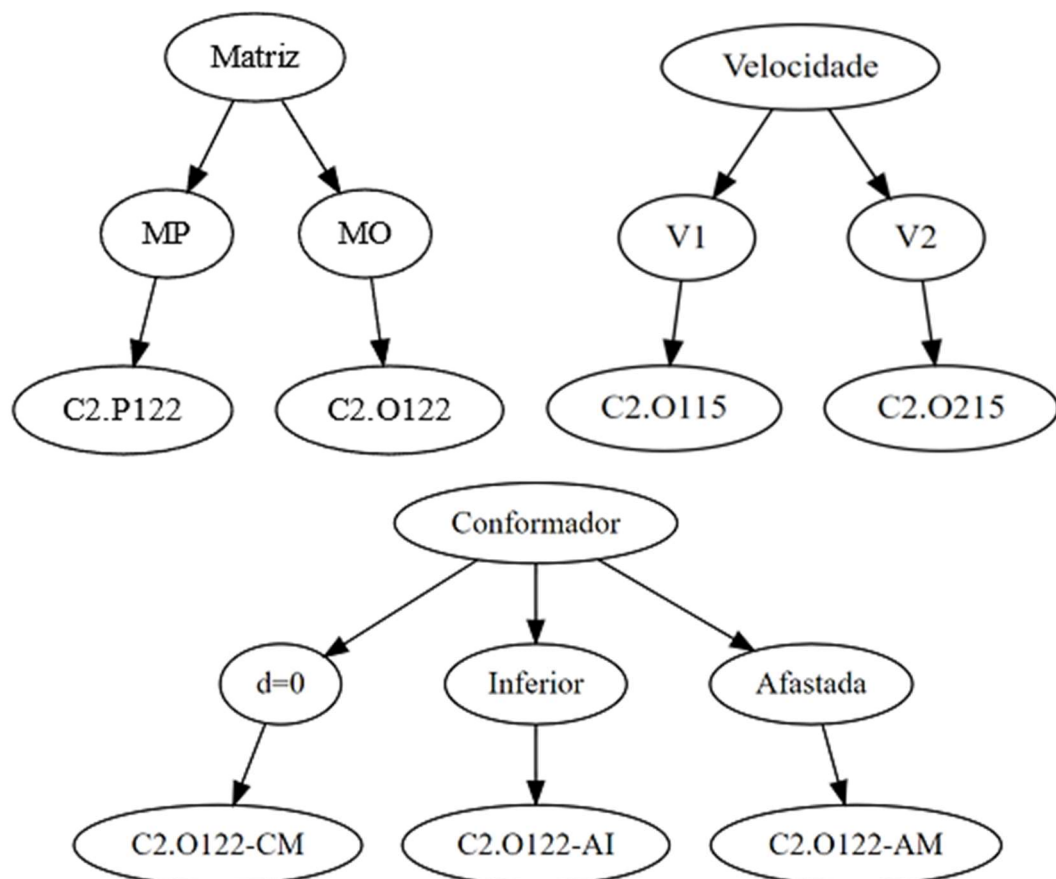 Matriz
Velocidade
MP
MO
V1
V2
C2.P122
C2.O122
C2.O115
C2.O215
Conformador
d=0
Inferior
Afastada
C2.O122-CM
C2.O122-AI
C2.O122-AM